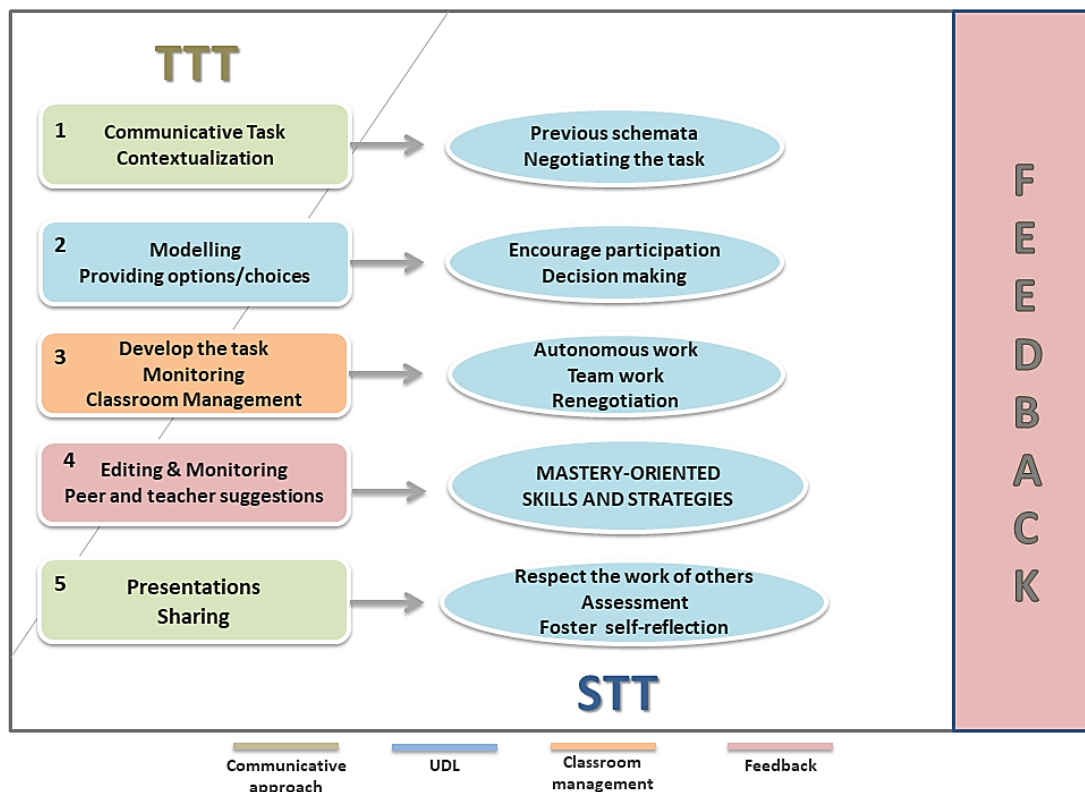 TTT
1
Communicative Task
Contextualization
Previous schemata
Negotiating the task
2
Modelling
Providing options/choices
Encourage participation
Decision making
3
Develop the task
Monitoring
Classroom Management
Autonomous work
Team work
Renegotiation
4
Editing & Monitoring
Peer and teacher suggestions
MASTERY-ORIENTED
SKILLS AND STRATEGIES
5
Presentations
Sharing
Respect the work of others
Assessment
Foster self-reflection
STT
FEEDBACK
Communicative
approach
UDL
Classroom
management
Feedback